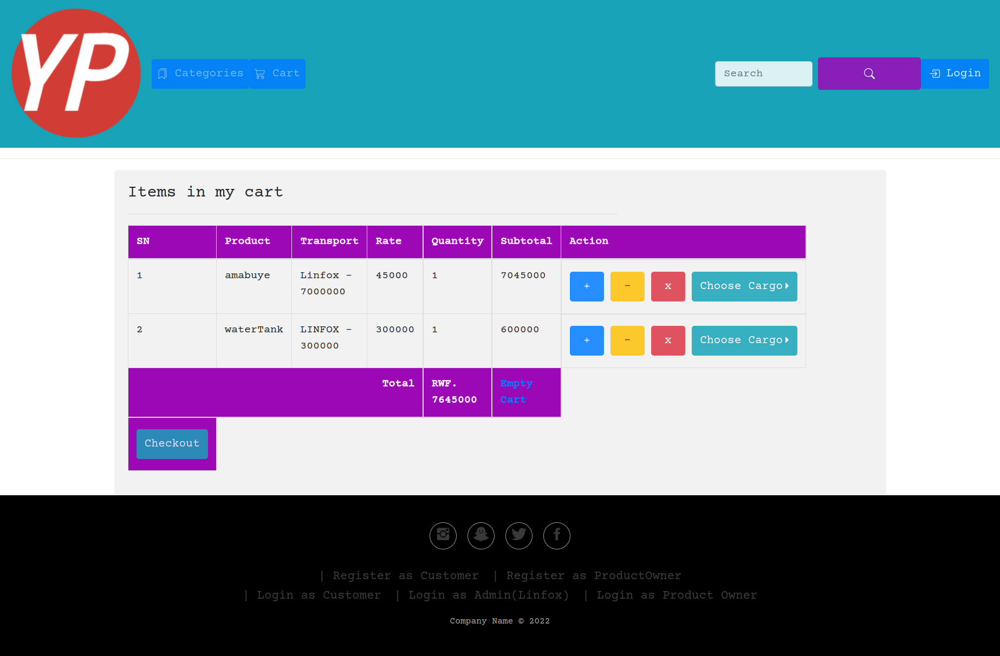 YP
Categories Cart Search Login
Items in my cart
SN Product Transport Rate Quantity Subtotal Action
1 amabuye Linfox - 45000 1 7045000 + - x Choose Cargo
7000000
2 waterTank LINFOX - 300000 1 600000 + - x Choose Cargo
300000
Total RWF. Empty
7645000 Cart
Checkout
| Register as Customer | Register as ProductOwner
| Login as Customer | Login as Admin(Linfox) | Login as Product Owner
Company Name © 2022